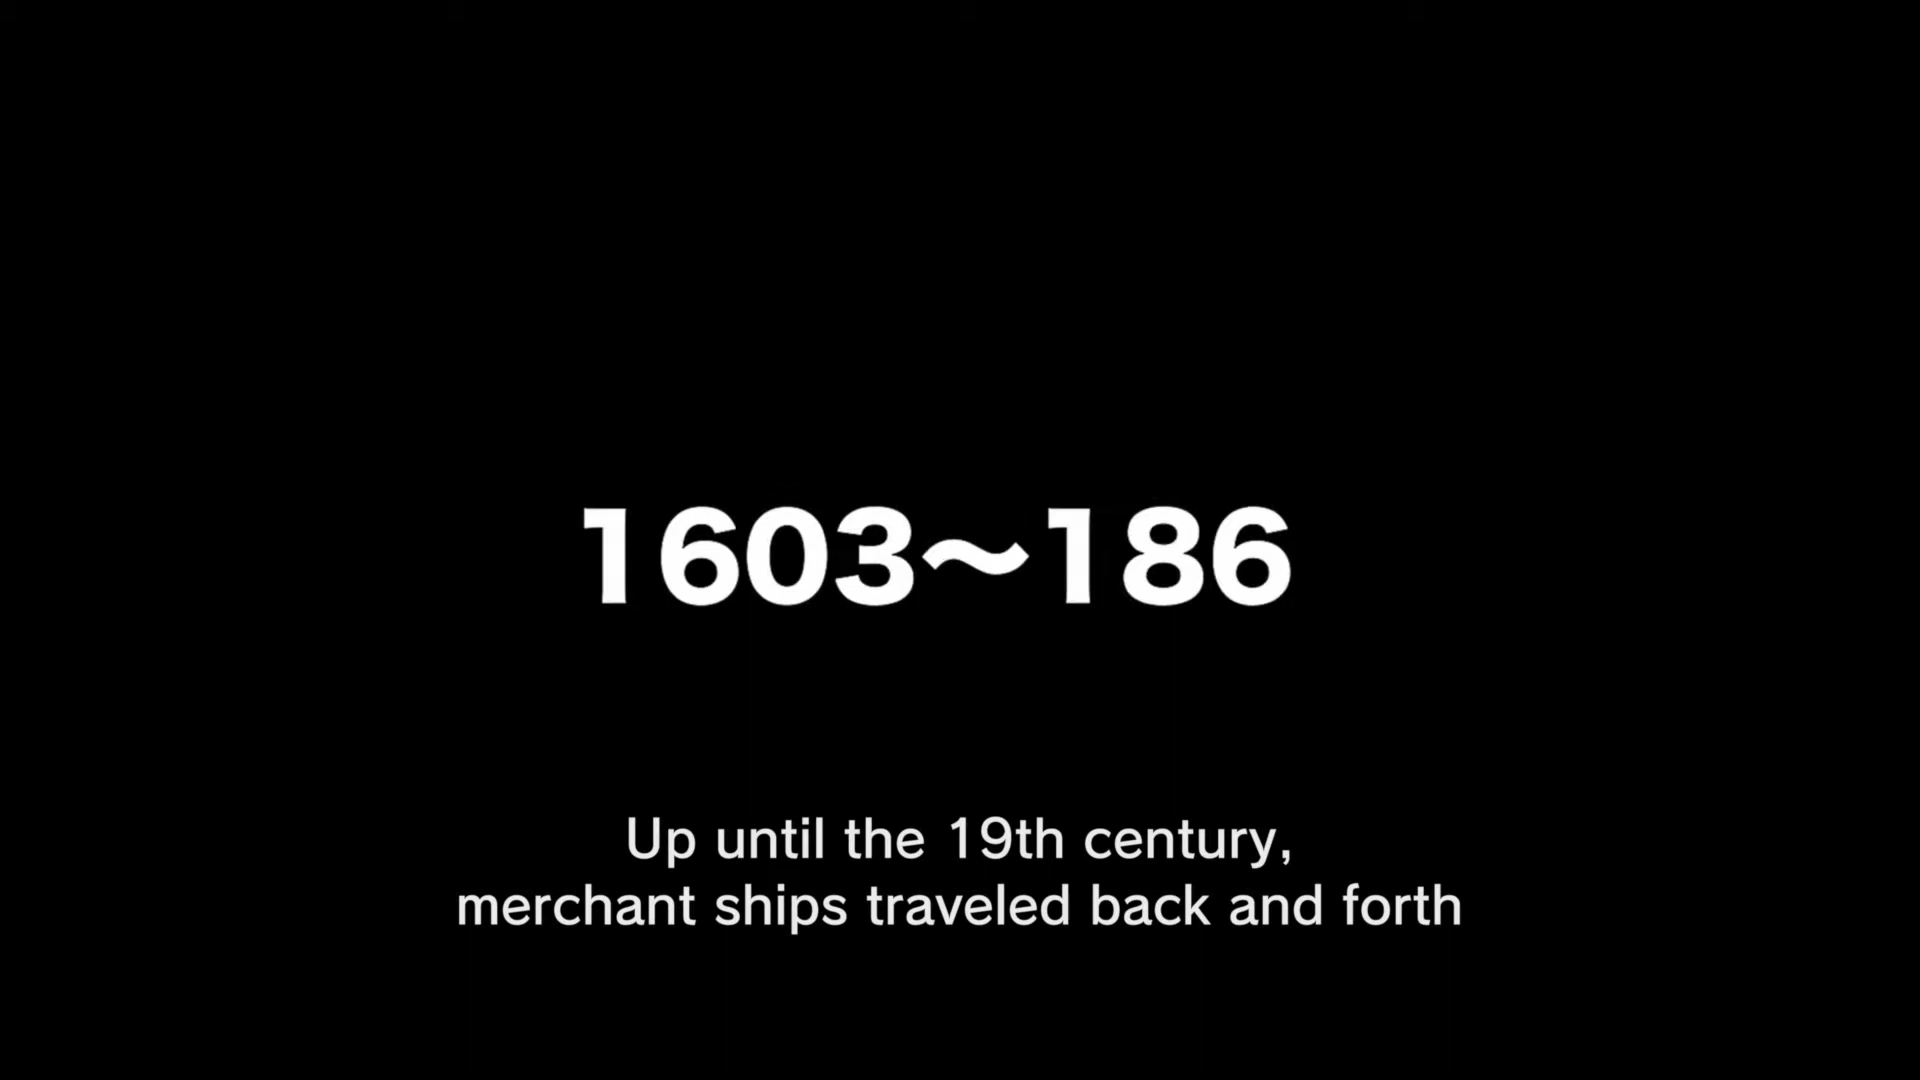 1603〜186
Up until the 19th century,
merchant ships traveled back and forth